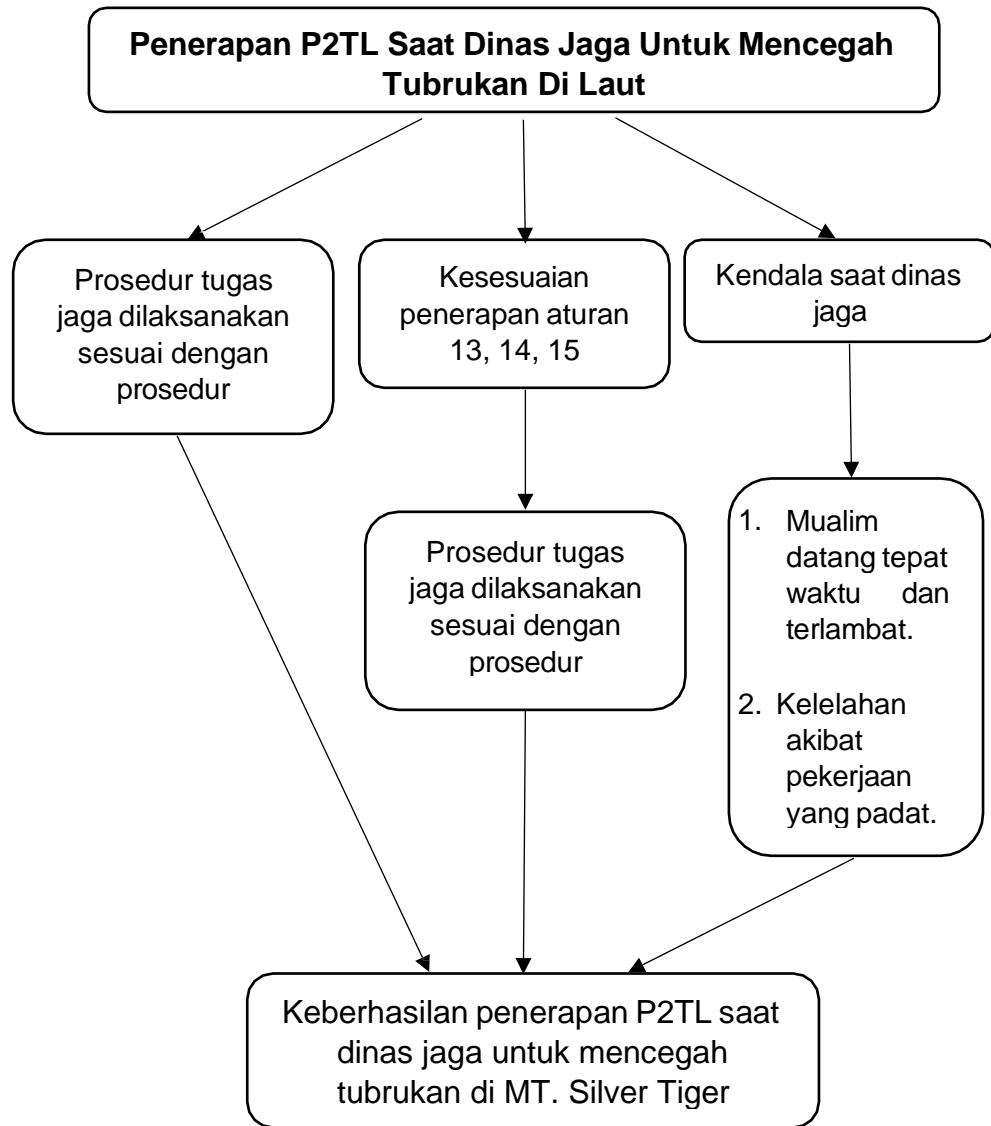 Penerapan P2TL Saat Dinas Jaga Untuk Mencegah
Tubrukan Di Laut
Prosedur tugas
jaga dilaksanakan
sesuai dengan
prosedur
Kesesuaian
penerapan aturan
13, 14, 15
Kendala saat dinas
jaga
Prosedur tugas
jaga dilaksanakan
sesuai dengan
prosedur
1. Mualim
datang tepat
waktu dan
terlambat.
2. Kelelahan
akibat
pekerjaan
yang padat.
Keberhasilan penerapan P2TL saat
dinas jaga untuk mencegah
tubrukan di MT. Silver Tiger